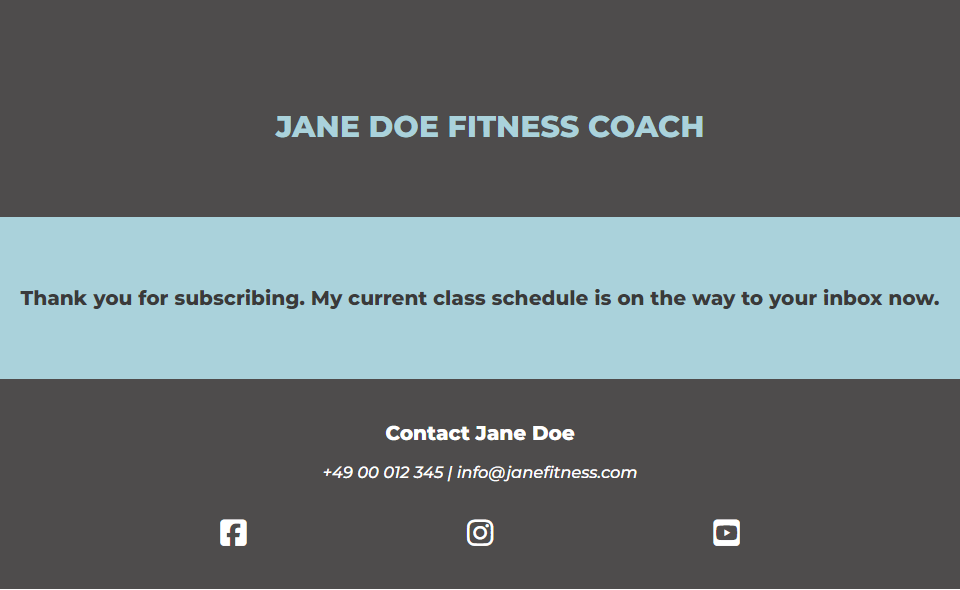 JANE DOE FITNESS COACH
Thank you for subscribing. My current class schedule is on the way to your inbox now.
Contact Jane Doe
+49 00 012 345 | info@janefitness.com